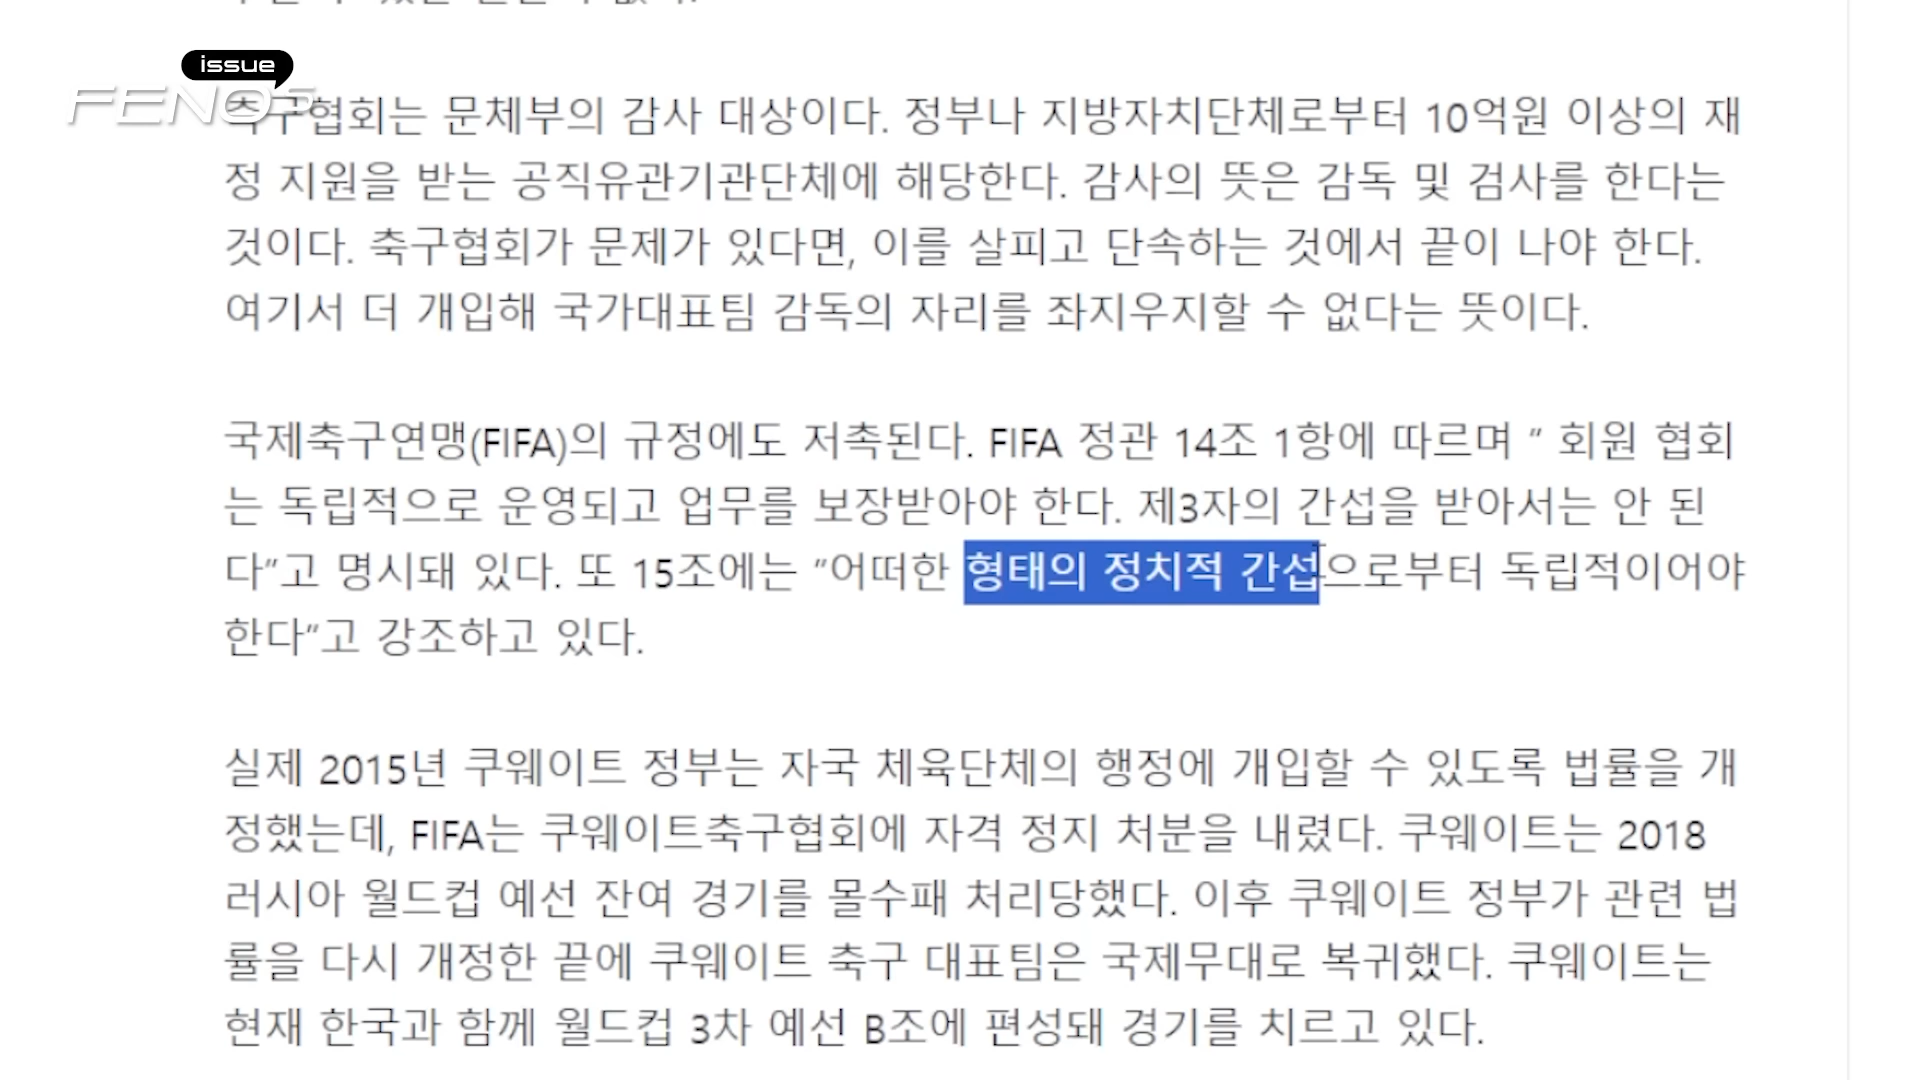 issue
FENOS
축구협회는 문체부의 감사 대상이다. 정부나 지방자치단체로부터 10억원 이상의 재
정 지원을 받는 공직유관기관단체에 해당한다. 감사의 뜻은 감독 및 검사를 한다는
것이다. 축구협회가 문제가 있다면, 이를 살피고 단속하는 것에서 끝이 나야 한다.
여기서 더 개입해 국가대표팀 감독의 자리를 좌지우지할 수 없다는 뜻이다.
국제축구연맹(FIFA)의 규정에도 저촉된다. FIFA 정관 14조 1항에 따르며 " 회원 협회
는 독립적으로 운영되고 업무를 보장받아야 한다. 제3자의 간섭을 받아서는 안 된
다"고 명시돼 있다. 또 15조에는 "어떠한 형태의 정치적 간섭으로부터 독립적이어야
한다"고 강조하고 있다.
실제 2015년 쿠웨이트 정부는 자국 체육단체의 행정에 개입할 수 있도록 법률을 개
정했는데, FIFA는 쿠웨이트축구협회에 자격 정지 처분을 내렸다. 쿠웨이트는 2018
러시아 월드컵 예선 잔여 경기를 몰수패 처리당했다. 이후 쿠웨이트 정부가 관련 법
률을 다시 개정한 끝에 쿠웨이트 축구 대표팀은 국제무대로 복귀했다. 쿠웨이트는
현재 한국과 함께 월드컵 3차 예선 B조에 편성돼 경기를 치르고 있다.